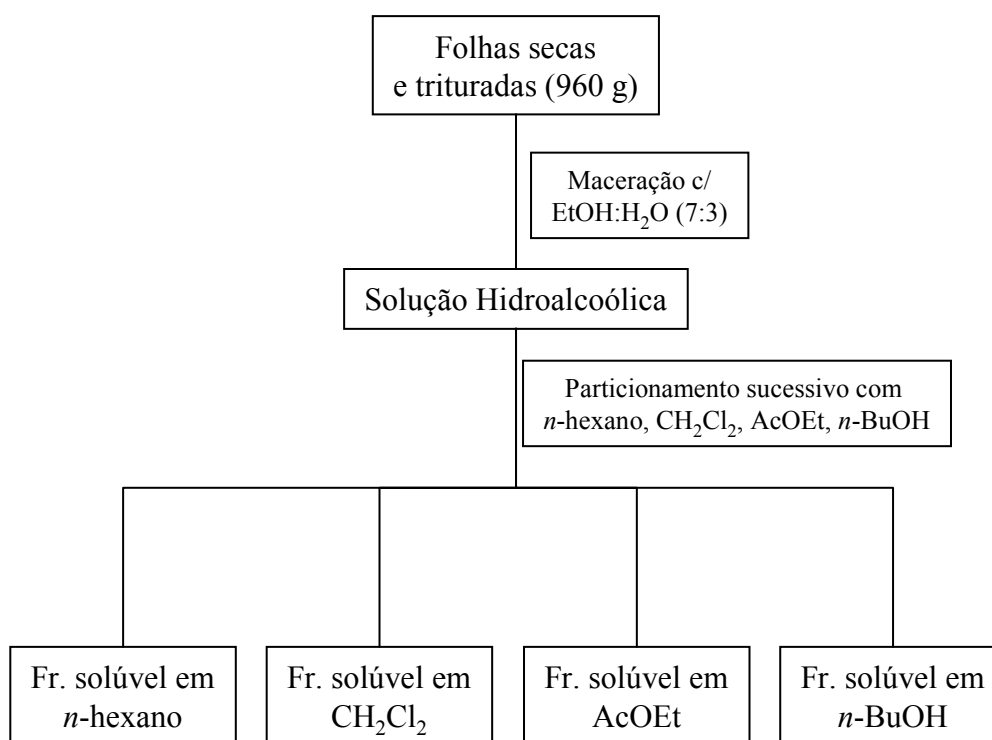 Folhas secas
e trituradas (960 g)
Maceração c/
EtOH:H₂O (7:3)
Solução Hidroalcoólica
Particionamento sucessivo com
n-hexano, CH₂Cl₂, AcOEt, n-BuOH
Fr. solúvel em
n-hexano
Fr. solúvel em
CH₂Cl₂
Fr. solúvel em
AcOEt
Fr. solúvel em
n-BuOH